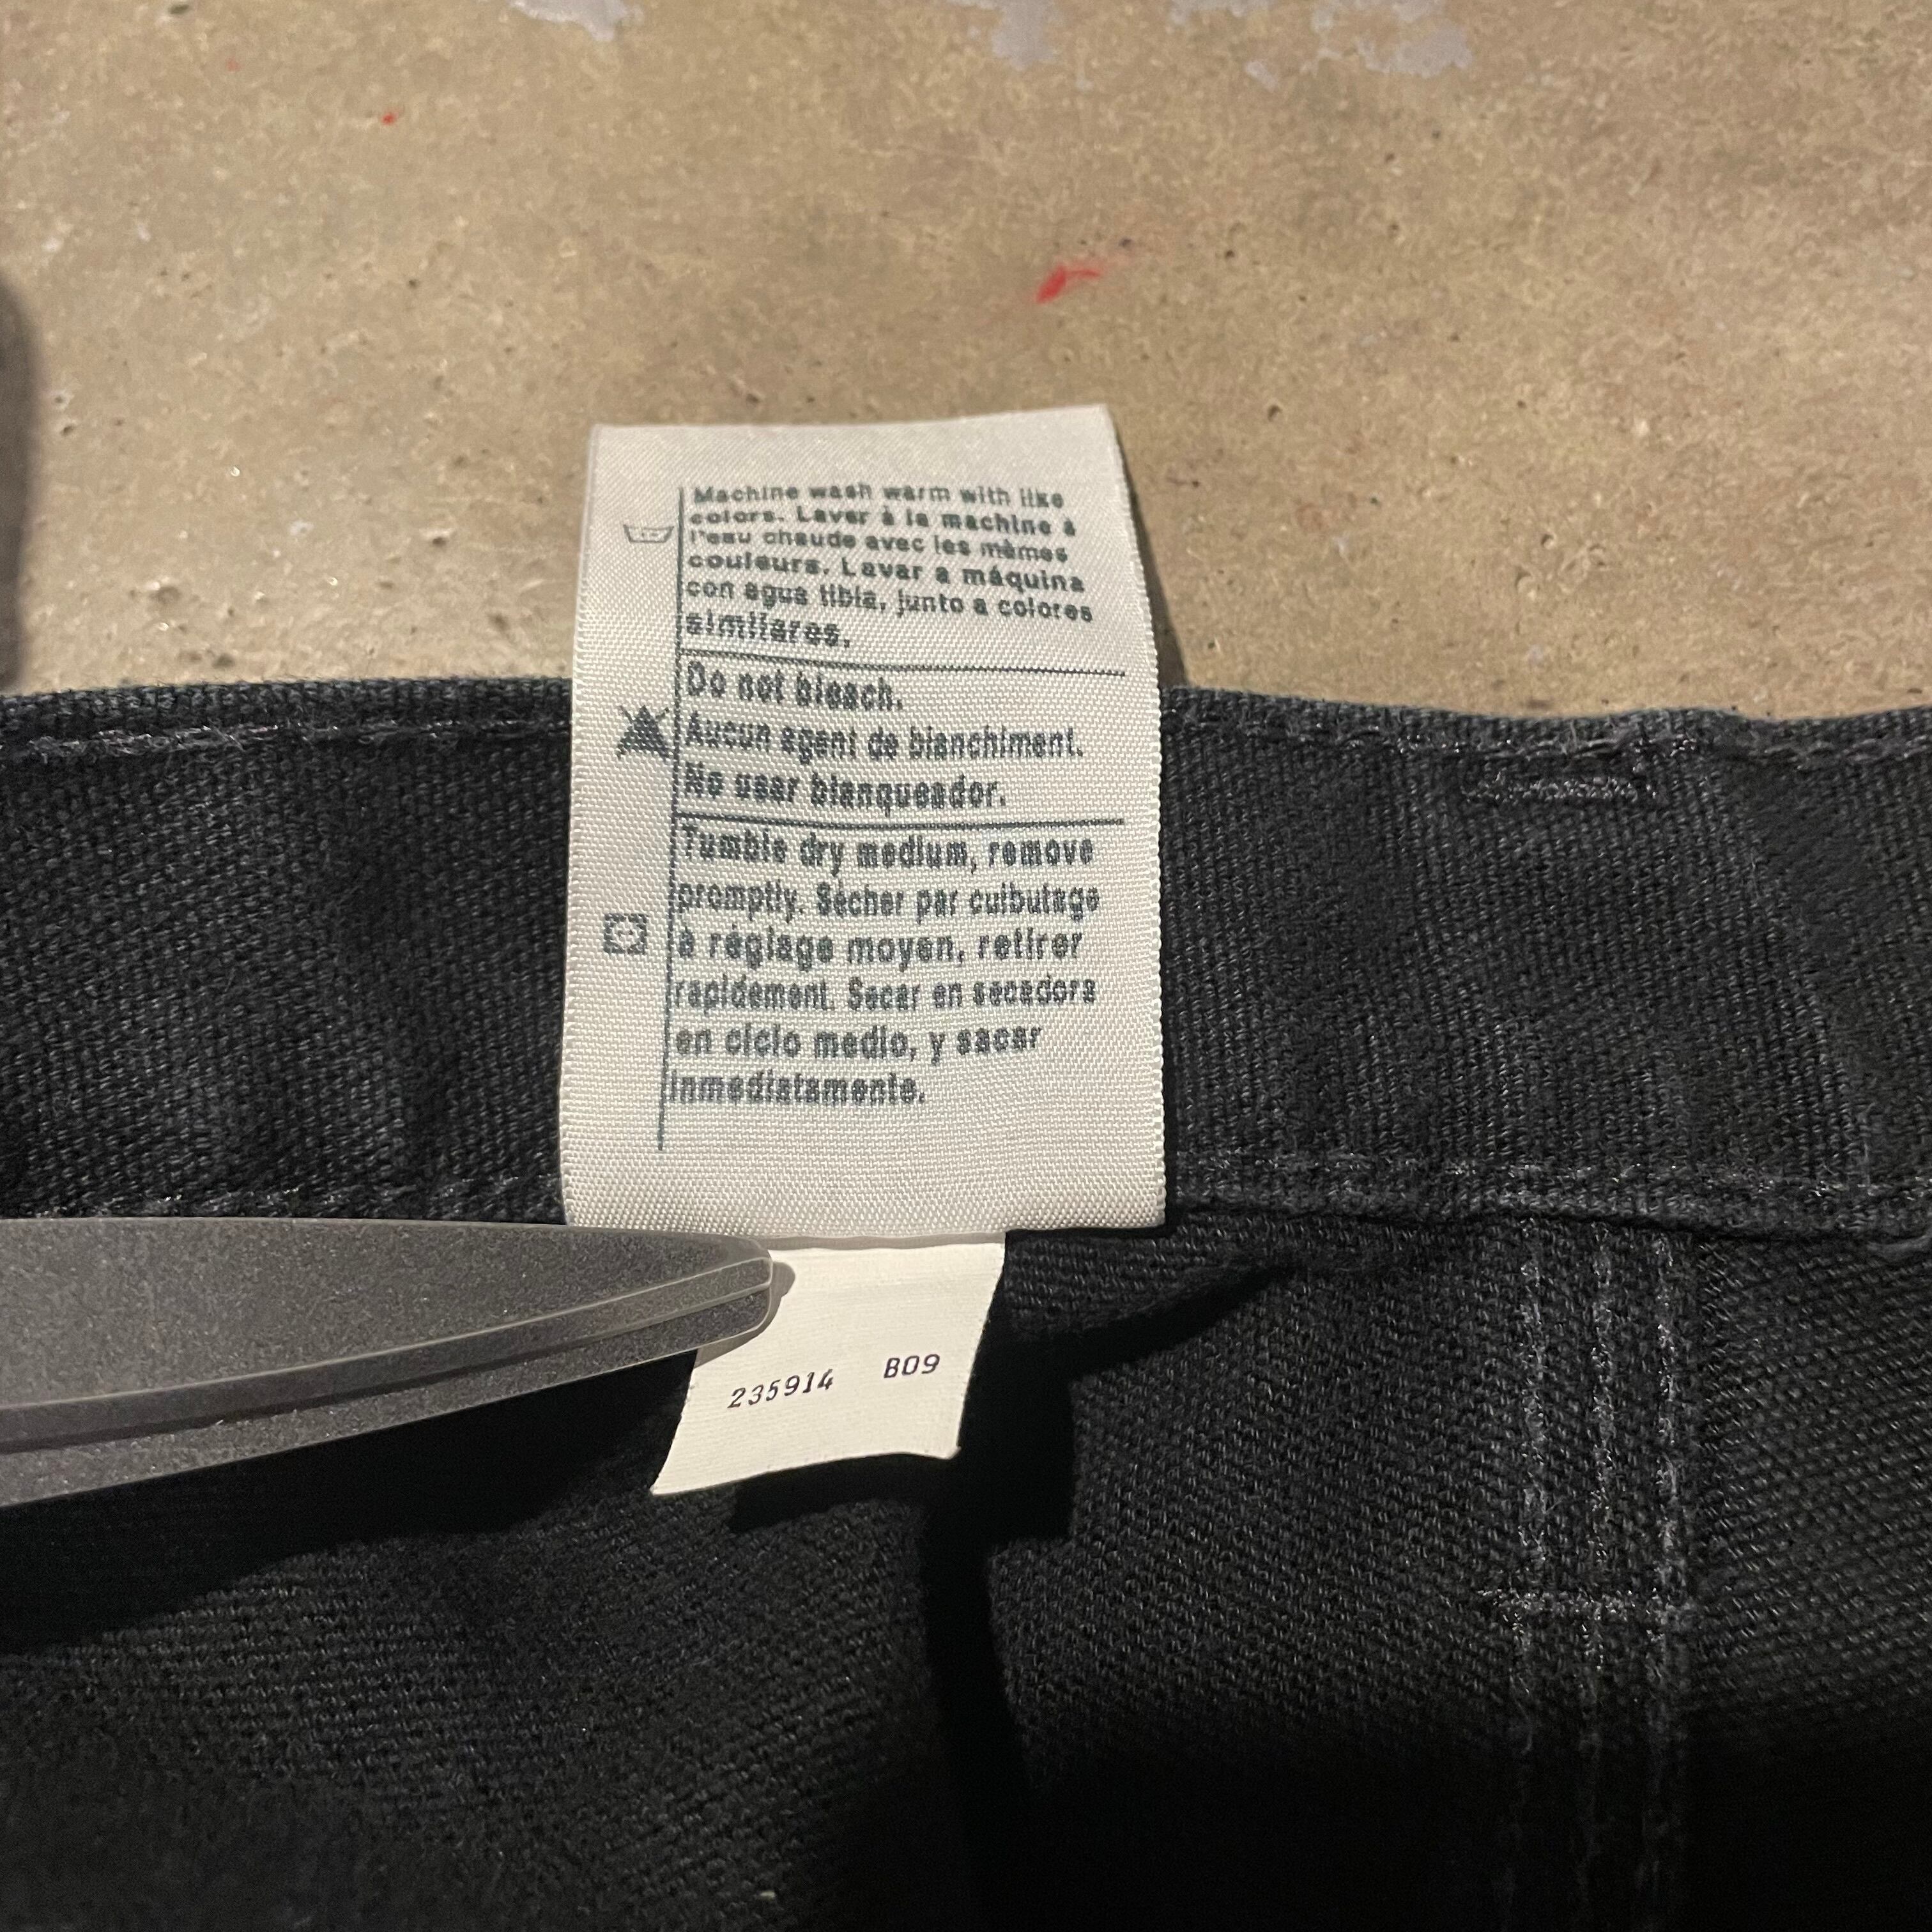 Machine wash warm with like
colors. Laver à la machine à
l'eau chaude avec les mêmes
couleurs. Lavar a máquina
con agua tibia, junto a colores
similares.
Do not bleach.
Aucun agent de blanchiment.
No usar blanqueador.
Tumble dry medium, remove
promptly. Sécher par culbutage
à réglage moyen, retirer
rapidement. Secar en secadora
en ciclo medio, y sacar
inmediatamente.
235914 B09